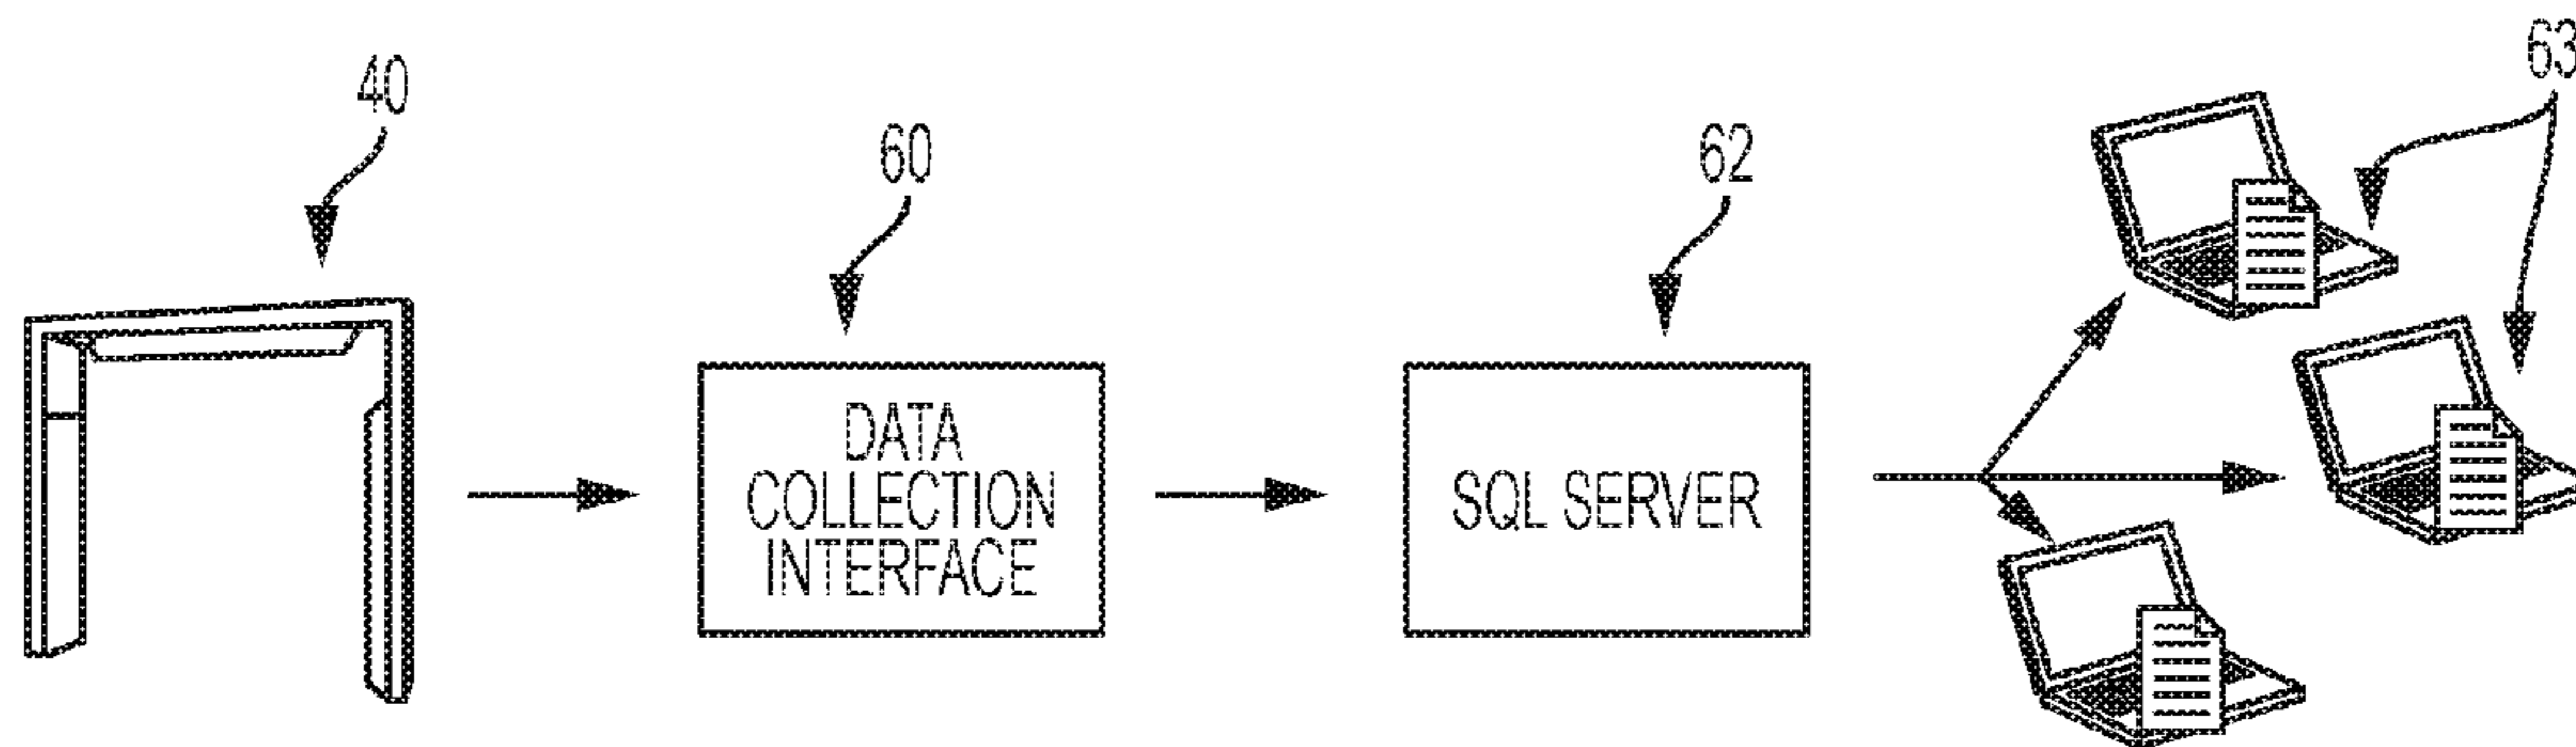 40
60
62
63
DATA
COLLECTION
INTERFACE
SQL SERVER